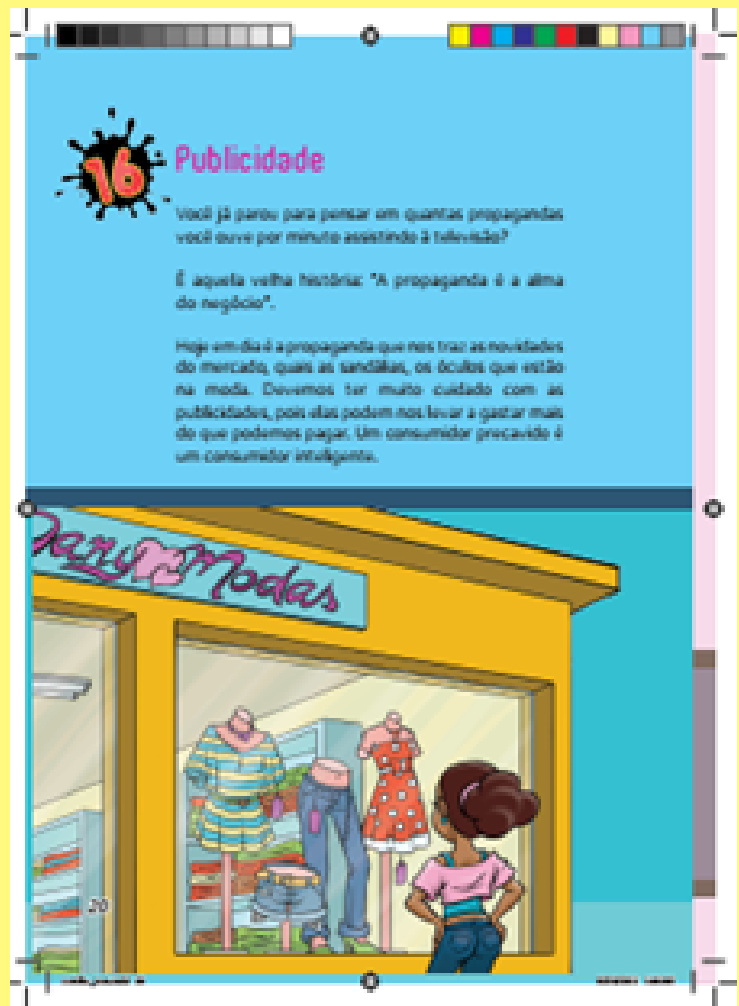 16
Publicidade
Você já parou para pensar em quantas propagandas
você ouve por minuto assistindo à televisão?
É aquela velha história: "A propaganda é a alma
do negócio".
Hoje em dia é a propaganda que nos traz as novidades
do mercado, quais as sandálias, os óculos que estão
na moda. Devemos ter muito cuidado com as
publicidades, pois elas podem nos levar a gastar mais
do que podemos pagar. Um consumidor precavido é
um consumidor inteligente.
Dany Modas
20